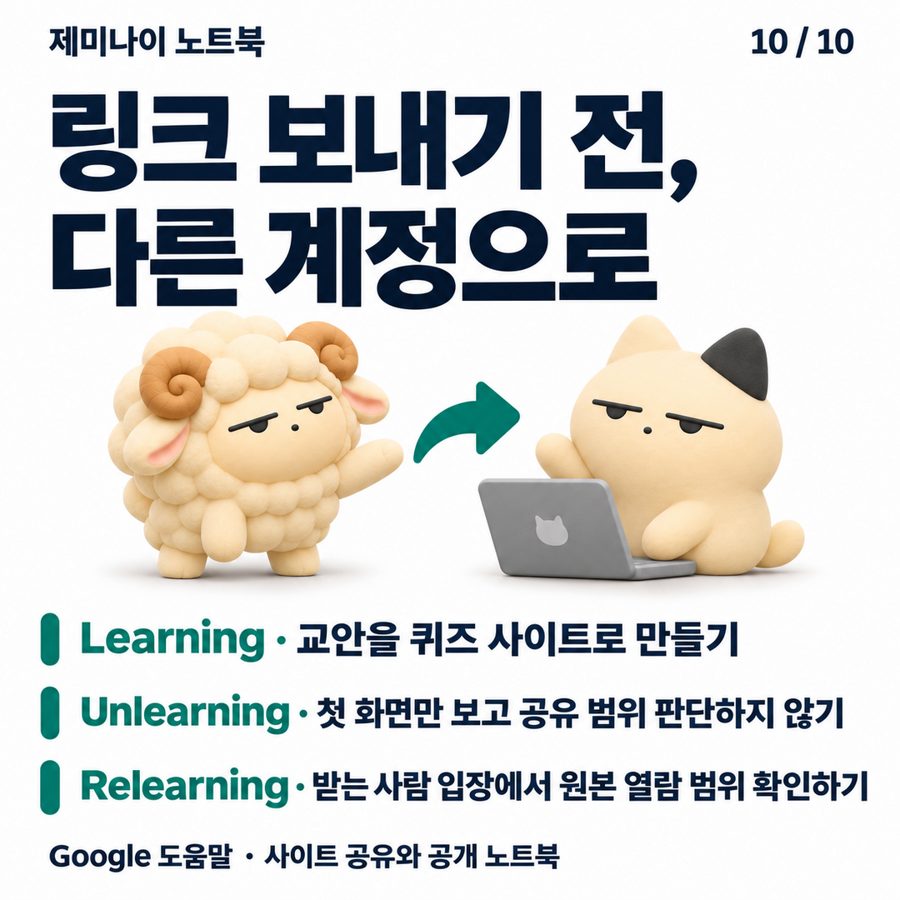 제미나이 노트북
10 / 10
링크 보내기 전,
다른 계정으로
Learning · 교안을 퀴즈 사이트로 만들기
Unlearning · 첫 화면만 보고 공유 범위 판단하지 않기
Relearning · 받는 사람 입장에서 원본 열람 범위 확인하기
Google 도움말 · 사이트 공유와 공개 노트북